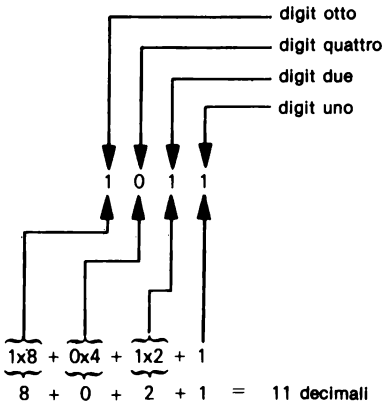 digit otto
digit quattro
digit due
digit uno
1 0 1 1
1x8 + 0x4 + 1x2 + 1
8 + 0 + 2 + 1 = 11 decimali